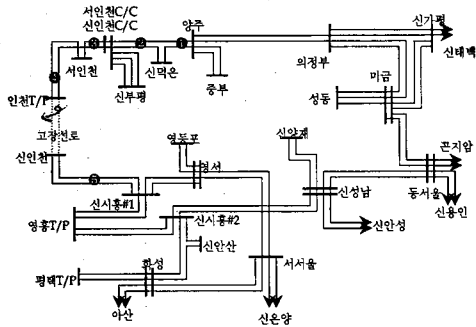 서인천C/C
신인천C/C
양주
신가평
서인천
신덕은
의정부
신태백
신부평
중부
미금
성동
인천T/P
고장선로
영등포
신양재
곤지암
신인천
영서
동서울
신시흥#1
신성남
신용인
영흥T/P
신시흥#2
신안성
신안산
화성
서서울
평택T/P
아산
신온양